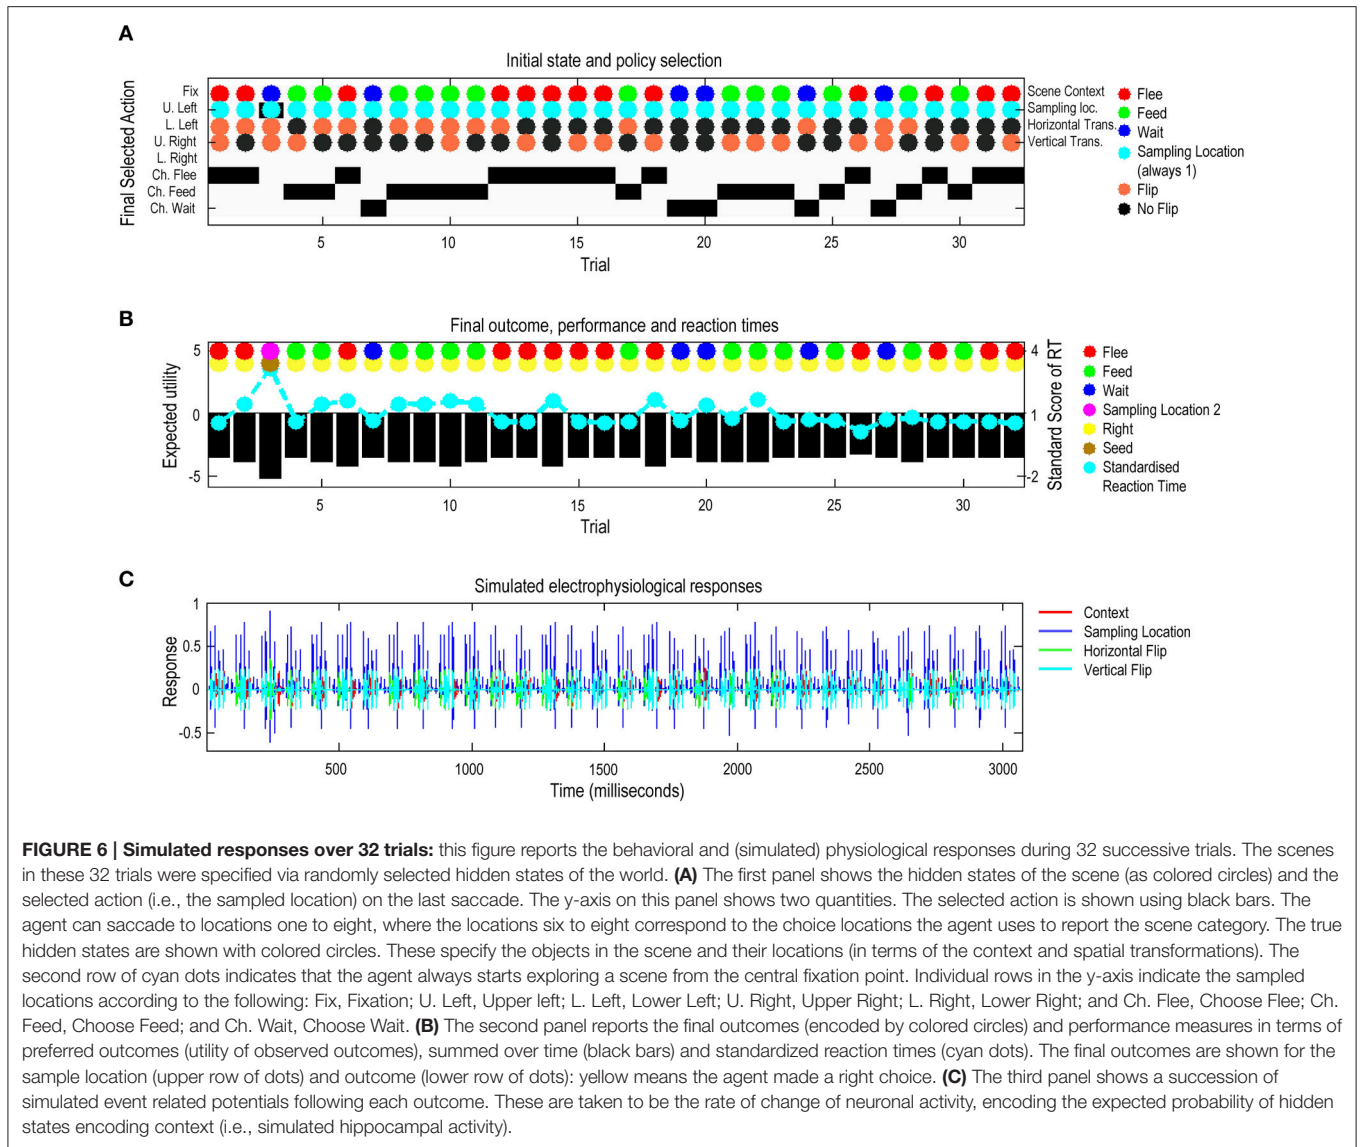 A
Initial state and policy selection
Final Selected Action
Fix
U. Left
L. Left
U. Right
L. Right
Ch. Flee
Ch. Feed
Ch. Wait
Scene Context
Sampling loc.
Horizontal Trans.
Vertical Trans.
Flee
Feed
Wait
Sampling Location
(always 1)
Flip
No Flip
5 10 15 20 25 30
Trial
B
Final outcome, performance and reaction times
Expected utility
5
0
-5
4
1
-2
Standard Score of RT
Flee
Feed
Wait
Sampling Location 2
Right
Seed
Standardised
Reaction Time
5 10 15 20 25 30
Trial
C
Simulated electrophysiological responses
Response
1
0.5
0
-0.5
Context
Sampling Location
Horizontal Flip
Vertical Flip
500 1000 1500 2000 2500 3000
Time (milliseconds)
FIGURE 6 | Simulated responses over 32 trials: this figure reports the behavioral and (simulated) physiological responses during 32 successive trials. The scenes
in these 32 trials were specified via randomly selected hidden states of the world. (A) The first panel shows the hidden states of the scene (as colored circles) and the
selected action (i.e., the sampled location) on the last saccade. The y-axis on this panel shows two quantities. The selected action is shown using black bars. The
agent can saccade to locations one to eight, where the locations six to eight correspond to the choice locations the agent uses to report the scene category. The true
hidden states are shown with colored circles. These specify the objects in the scene and their locations (in terms of the context and spatial transformations). The
second row of cyan dots indicates that the agent always starts exploring a scene from the central fixation point. Individual rows in the y-axis indicate the sampled
locations according to the following: Fix, Fixation; U. Left, Upper left; L. Left, Lower Left; U. Right, Upper Right; L. Right, Lower Right; and Ch. Flee, Choose Flee; Ch.
Feed, Choose Feed; and Ch. Wait, Choose Wait. (B) The second panel reports the final outcomes (encoded by colored circles) and performance measures in terms of
preferred outcomes (utility of observed outcomes), summed over time (black bars) and standardized reaction times (cyan dots). The final outcomes are shown for the
sample location (upper row of dots) and outcome (lower row of dots): yellow means the agent made a right choice. (C) The third panel shows a succession of
simulated event related potentials following each outcome. These are taken to be the rate of change of neuronal activity, encoding the expected probability of hidden
states encoding context (i.e., simulated hippocampal activity).